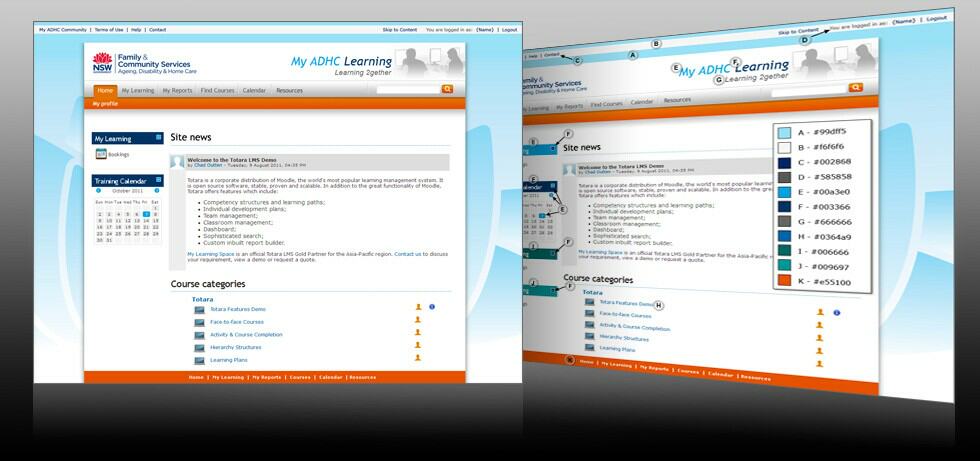 My ADHC Community | Terms of Use | Help | Contact
Skip to Content
You are logged in as: {Name} | Logout
NSW
Family &
Community Services
Ageing, Disability & Home Care
My ADHC Learning
Learning 2gether
Home
My Learning
My Reports
Find Courses
Calendar
Resources
My profile
My Learning
Bookings
Training Calendar
October 2011
Sun Mon Tue Wed Thu Fri Sat
1
2 3 4 5 6 7 8
9 10 11 12 13 14 15
16 17 18 19 20 21 22
23 24 25 26 27 28 29
30 31
Site news
Welcome to the Totara LMS Demo
by Chad Outten - Tuesday, 9 August 2011, 04:35 PM
Totara is a corporate distribution of Moodle, the world's most popular learning management system. It
is open source software, stable, proven and scalable. In addition to the great functionality of Moodle,
Totara offers features which include:
• Competency structures and learning paths;
• Individual development plans;
• Team management;
• Classroom management;
• Dashboard;
• Sophisticated search;
• Custom inbuilt report builder.
My Learning Space is an official Totara LMS Gold Partner for the Asia-Pacific region. Contact us to discuss
your requirement, view a demo or request a quote.
Course categories
Totara
Totara Features Demo
Face-to-face Courses
Activity & Course Completion
Hierarchy Structures
Learning Plans
Home | My Learning | My Reports | Courses | Calendar | Resources
| Help | Contact
Skip to Content
You are logged in as: {Name} | Logout
C
A
B
D
Community Services
Ageing, Disability & Home Care
E
F
G
My ADHC Learning
Learning 2gether
My Reports
Find Courses
Calendar
Resources
F
Site news
Welcome to the Totara LMS Demo
by Chad Outten - Tuesday, 9 August 2011, 04:35 PM
Totara is a corporate distribution of Moodle, the world's most popular learning
is open source software, stable, proven and scalable. In addition to the great
Totara offers features which include:
• Competency structures and learning paths;
• Individual development plans;
• Team management;
• Classroom management;
• Dashboard;
• Sophisticated search;
• Custom inbuilt report builder.
My Learning Space is an official Totara LMS Gold Partner for the Asia-Pacific
your requirement, view a demo or request a quote.
E
F
F
A - #99dff5
B - #f6f6f6
C - #002868
D - #585858
E - #00a3e0
F - #003366
G - #666666
H - #0364a9
I - #006666
J - #009697
K - #e55100
Course categories
Totara
Totara Features Demo
H
Face-to-face Courses
Activity & Course Completion
Hierarchy Structures
Learning Plans
Home | My Learning | My Reports | Courses | Calendar | Resources